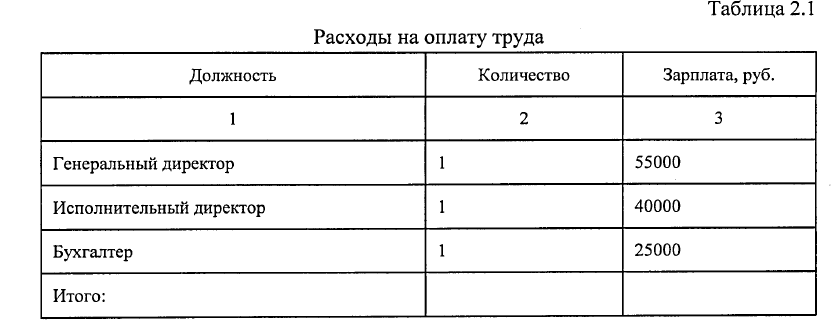 Таблица 2.1
Расходы на оплату труда
Должность Количество Зарплата, руб.
1 2 3
Генеральный директор 1 55000
Исполнительный директор 1 40000
Бухгалтер 1 25000
Итого: